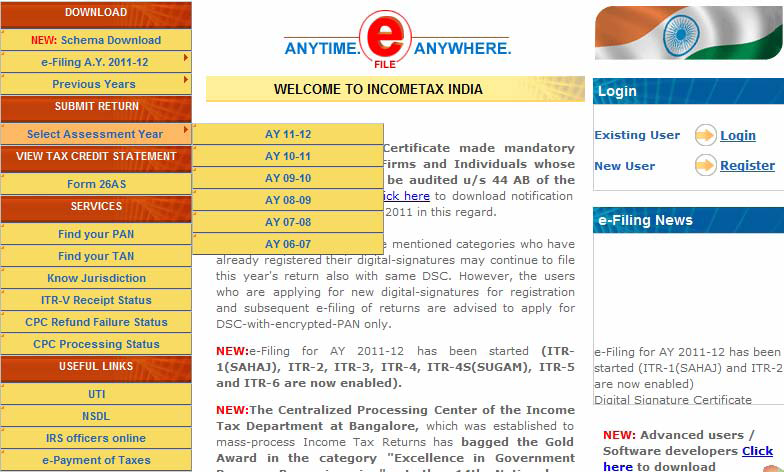 DOWNLOAD
NEW: Schema Download
e-Filing A.Y. 2011-12
Previous Years
SUBMIT RETURN
Select Assessment Year
AY 11-12
AY 10-11
AY 09-10
AY 08-09
AY 07-08
AY 06-07
VIEW TAX CREDIT STATEMENT
Form 26AS
SERVICES
Find your PAN
Find your TAN
Know Jurisdiction
ITR-V Receipt Status
CPC Refund Failure Status
CPC Processing Status
USEFUL LINKS
UTI
NSDL
IRS officers online
e-Payment of Taxes
ANYTIME. e ANYWHERE.
FILE
WELCOME TO INCOMETAX INDIA
Certificate made mandatory
Firms and Individuals whose
be audited u/s 44 AB of the
ick here to download notification
2011 in this regard.
e mentioned categories who have
already registered their digital-signatures may continue to file
this year's return also with same DSC. However, the users
who are applying for new digital-signatures for registration
and subsequent e-filing of returns are advised to apply for
DSC-with-encrypted-PAN only.
NEW:e-Filing for AY 2011-12 has been started (ITR-
1(SAHAJ), ITR-2, ITR-3, ITR-4, ITR-4S(SUGAM), ITR-5
and ITR-6 are now enabled).
NEW:The Centralized Processing Center of the Income
Tax Department at Bangalore, which was established to
mass-process Income Tax Returns has bagged the Gold
Award in the category "Excellence in Government
Login
Existing User Login
New User Register
e-Filing News
e-Filing for AY 2011-12 has been
started (ITR-1(SAHAJ) and ITR-2
are now enabled)
Digital Signature Certificate
NEW: Advanced users /
Software developers Click
here to download